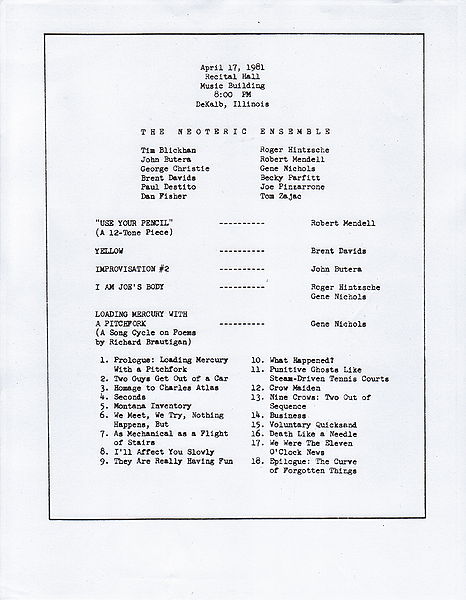 April 17, 1981
Recital Hall
Music Building
8:00 PM
DeKalb, Illinois
THE NEOTERIC ENSEMBLE
Tim Blickhan
John Butera
George Christie
Brent Davids
Paul Destito
Dan Fisher
Roger Hintzsche
Robert Mendell
Gene Nichols
Becky Parfitt
Joe Pinzarrone
Tom Zajac
"USE YOUR PENCIL" ---------- Robert Mendell
(A 12-Tone Piece)
YELLOW ---------- Brent Davids
IMPROVISATION #2 ---------- John Butera
I AM JOE'S BODY ---------- Roger Hintzsche
Gene Nichols
LOADING MERCURY WITH
A PITCHFORK ---------- Gene Nichols
(A Song Cycle on Poems
by Richard Brautigan)
1. Prologue: Loading Mercury
With a Pitchfork
2. Two Guys Get Out of a Car
3. Homage to Charles Atlas
4. Seconds
5. Montana Inventory
6. We Meet, We Try, Nothing
Happens, But
7. As Mechanical as a Flight
of Stairs
8. I'll Affect You Slowly
9. They Are Really Having Fun
10. What Happened?
11. Punitive Ghosts Like
Steam-Driven Tennis Courts
12. Crow Maiden
13. Nine Crows: Two Out of
Sequence
14. Business
15. Voluntary Quicksand
16. Death Like a Needle
17. We Were The Eleven
O'Clock News
18. Epilogue: The Curve
of Forgotten Things